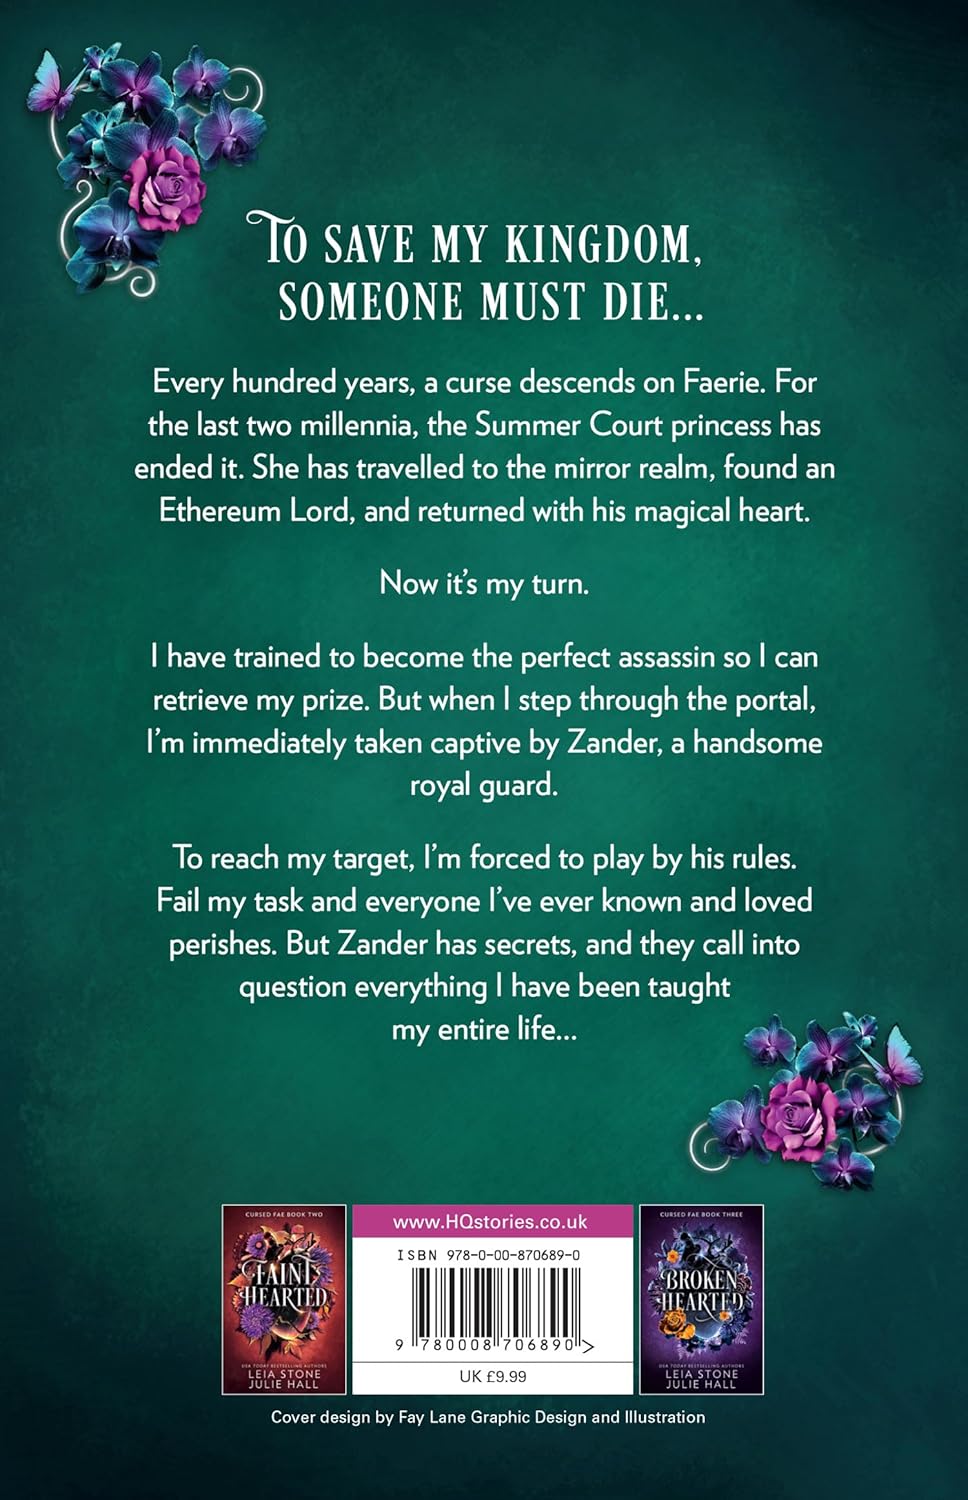 TO SAVE MY KINGDOM,
SOMEONE MUST DIE...
Every hundred years, a curse descends on Faerie. For
the last two millennia, the Summer Court princess has
ended it. She has travelled to the mirror realm, found an
Ethereum Lord, and returned with his magical heart.
Now it's my turn.
I have trained to become the perfect assassin so I can
retrieve my prize. But when I step through the portal,
I'm immediately taken captive by Zander, a handsome
royal guard.
To reach my target, I'm forced to play by his rules.
Fail my task and everyone I've ever known and loved
perishes. But Zander has secrets, and they call into
question everything I have been taught
my entire life...
CURSED FAE BOOK TWO
FAINT
HEARTED
USA TODAY BESTSELLING AUTHORS
LEIA STONE
JULIE HALL
www.HQstories.co.uk
ISBN 978-0-00-870689-0
9 780008 706890 >
UK £9.99
CURSED FAE BOOK THREE
BROKEN
HEARTED
USA TODAY BESTSELLING AUTHORS
LEIA STONE
JULIE HALL
Cover design by Fay Lane Graphic Design and Illustration